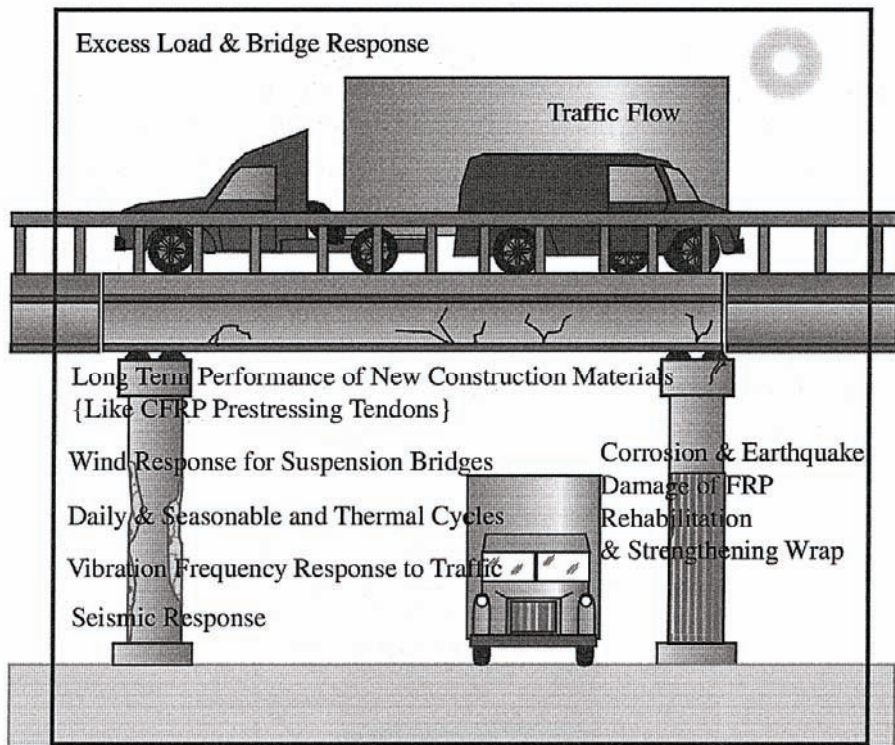 Excess Load & Bridge Response
Traffic Flow
Long Term Performance of New Construction Materials
{Like CFRP Prestressing Tendons}
Wind Response for Suspension Bridges
Daily & Seasonable and Thermal Cycles
Vibration Frequency Response to Traffic
Seismic Response
Corrosion & Earthquake
Damage of FRP
Rehabilitation
& Strengthening Wrap